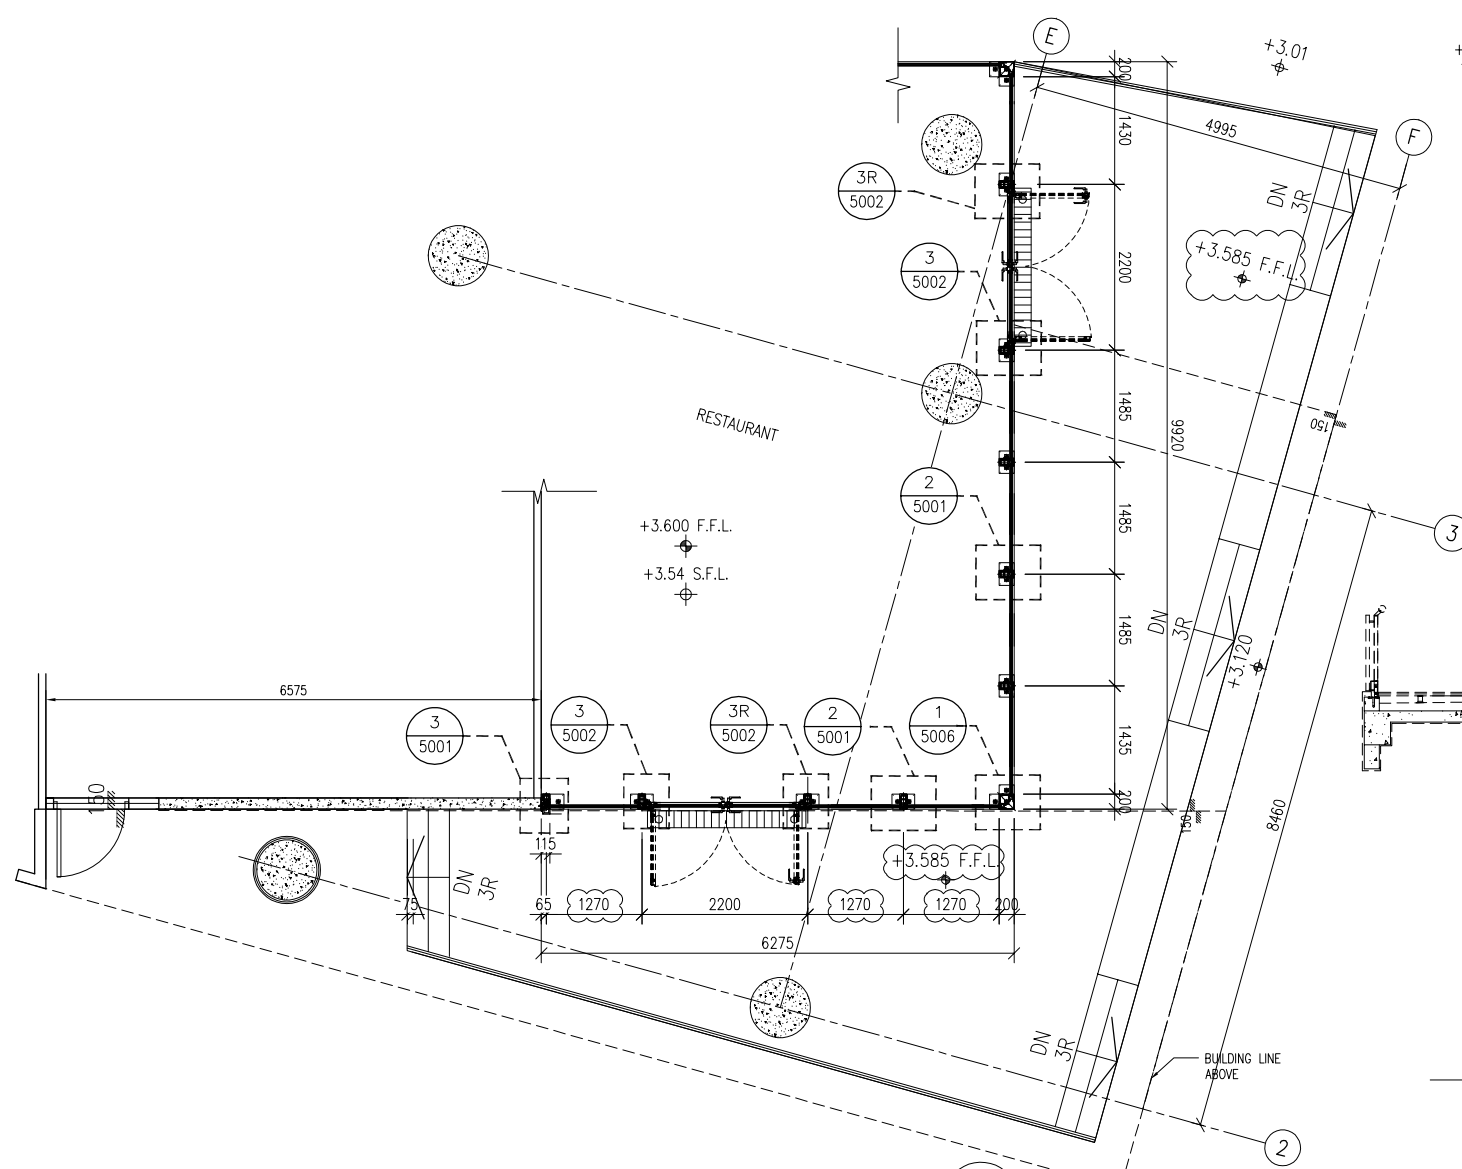 E
+3.01
+
200
F
4995
1430
3R
5002
DN
3R
3
5002
2200
+3.585 F.F.L.
1485
9920
150
RESTAURANT
2
5001
1485
3
+3.600 F.F.L.
+3.54 S.F.L.
DN
3R
1485
+3.120
6575
3
5001
3
5002
3R
5002
2
5001
1
5006
1435
150
200
150
8460
115
+3.585 F.F.L.
DN
3R
75
65
1270
2200
1270
1270
200
6275
DN
3R
BUILDING LINE
ABOVE
2